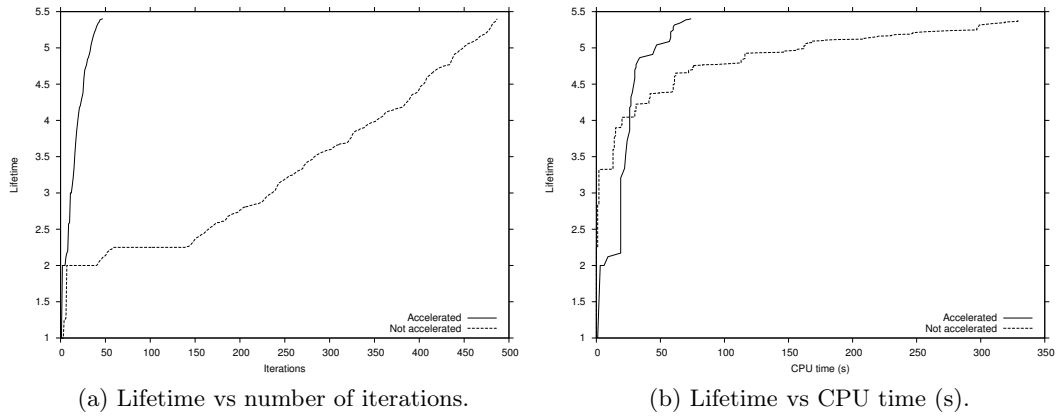 5.5
5
4.5
4
3.5
3
2.5
2
1.5
1
Lifetime
Accelerated
Not accelerated
0 50 100 150 200 250 300 350 400 450 500
Iterations
(a) Lifetime vs number of iterations.
5.5
5
4.5
4
3.5
3
2.5
2
1.5
1
Lifetime
Accelerated
Not accelerated
0 50 100 150 200 250 300 350
CPU time (s)
(b) Lifetime vs CPU time (s).